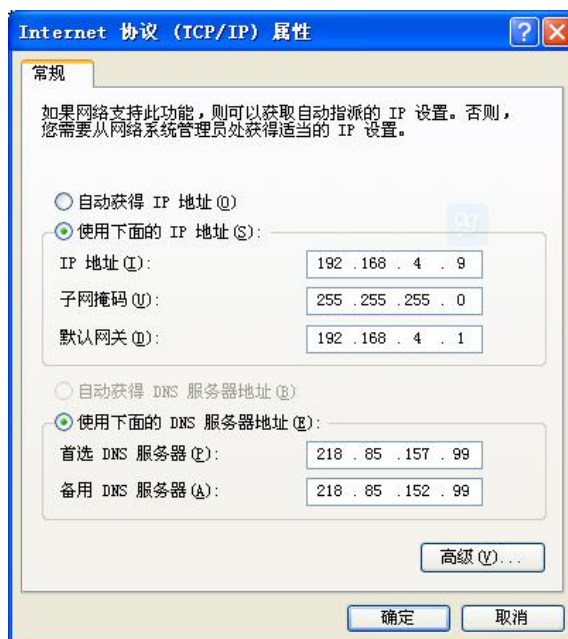 Internet 协议 (TCP/IP) 属性
常规
如果网络支持此功能，则可以获取自动指派的 IP 设置。否则，
您需要从网络系统管理员处获得适当的 IP 设置。
自动获得 IP 地址(O)
使用下面的 IP 地址(S):
IP 地址(I): 192 .168 . 4 . 9
子网掩码(U): 255 .255 .255 . 0
默认网关(D): 192 .168 . 4 . 1
自动获得 DNS 服务器地址(B)
使用下面的 DNS 服务器地址(E):
首选 DNS 服务器(P): 218 . 85 .157 . 99
备用 DNS 服务器(A): 218 . 85 .152 . 99
高级(V)...
确定 取消